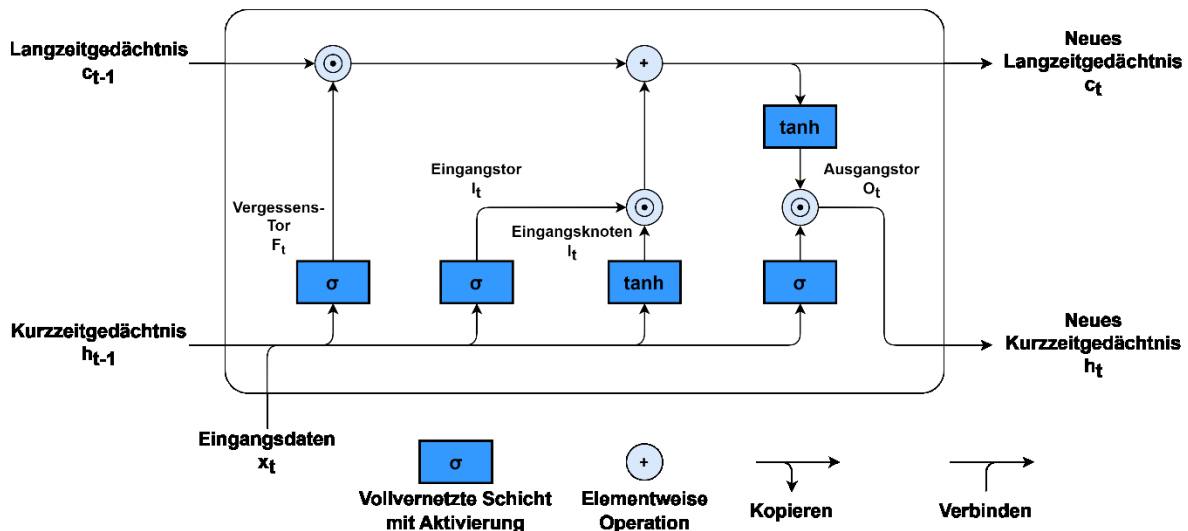 Langzeitgedächtnis
ct-1
Neues
Langzeitgedächtnis
ct
tanh
Eingangstor
It
Ausgangstor
Ot
Vergessens-
Tor
Ft
Eingangsknoten
It
σ
σ
tanh
σ
Kurzzeitgedächtnis
ht-1
Neues
Kurzzeitgedächtnis
ht
Eingangsdaten
xt
σ
+
+
Vollvernetzte Schicht
mit Aktivierung
Elementweise
Operation
Kopieren
Verbinden